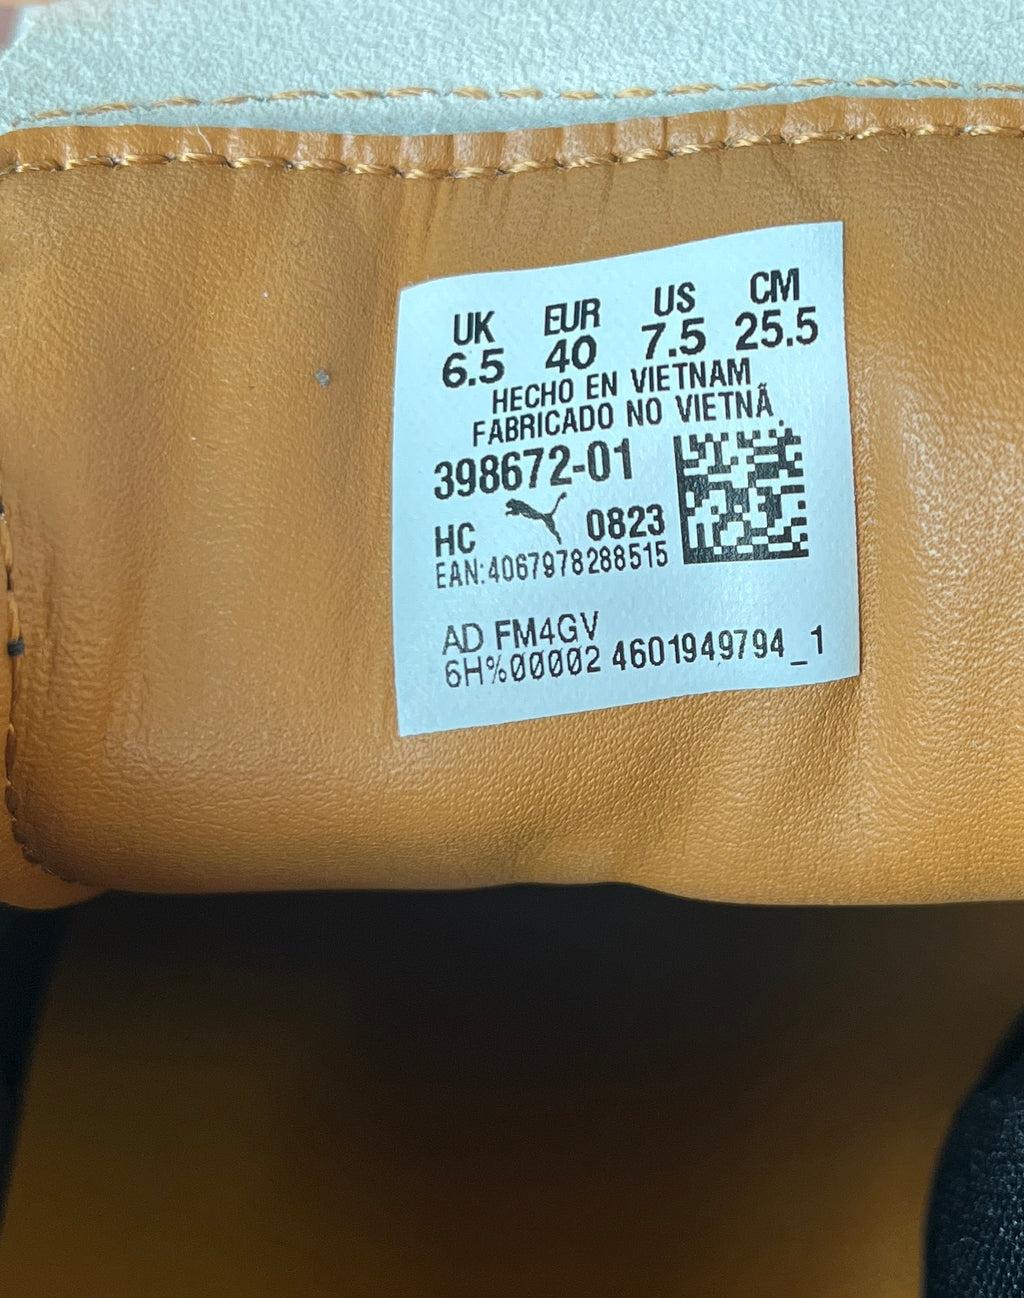 UK EUR US CM
6.5 40 7.5 25.5
HECHO EN VIETNAM
FABRICADO NO VIETNÃ
398672-01
HC 0823
EAN:4067978288515
AD FM4GV
6H%00002 4601949794_1